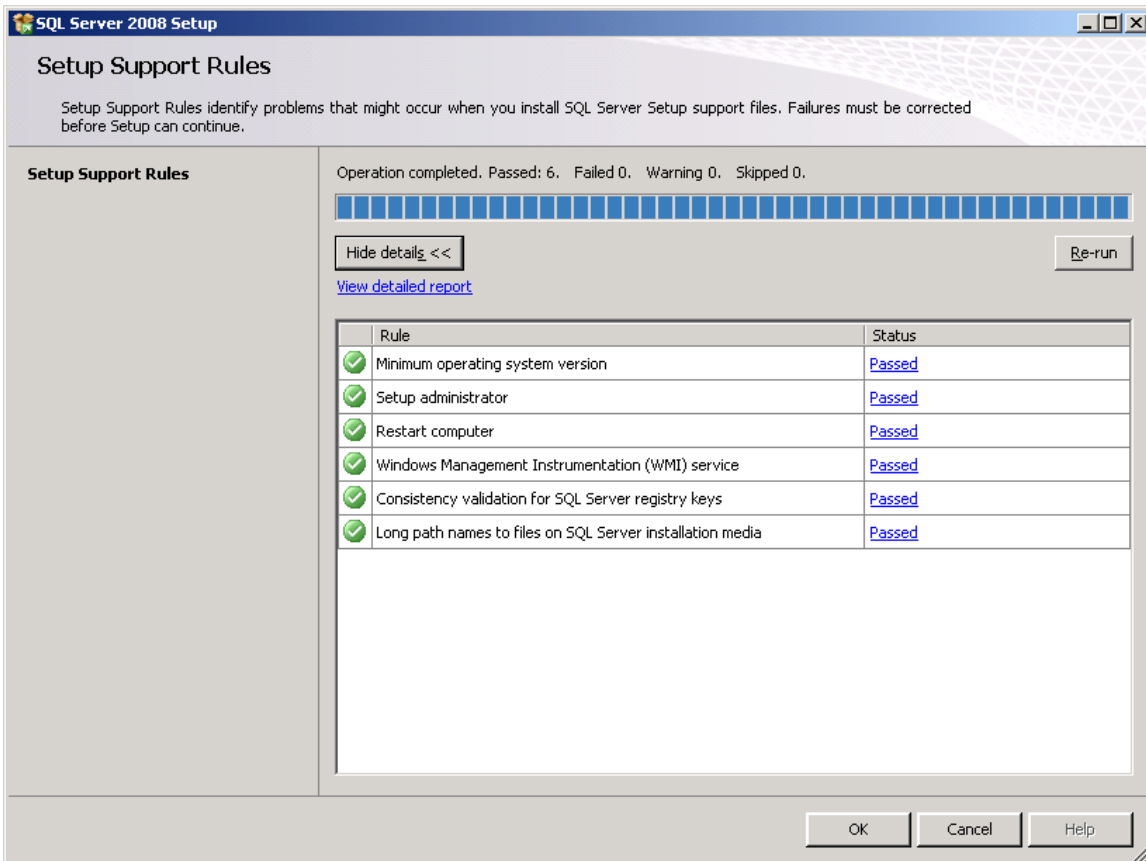 SQL Server 2008 Setup
Setup Support Rules
Setup Support Rules identify problems that might occur when you install SQL Server Setup support files. Failures must be corrected
before Setup can continue.
Setup Support Rules
Operation completed. Passed: 6. Failed 0. Warning 0. Skipped 0.
Hide details <<
Re-run
View detailed report
Rule Status
Minimum operating system version Passed
Setup administrator Passed
Restart computer Passed
Windows Management Instrumentation (WMI) service Passed
Consistency validation for SQL Server registry keys Passed
Long path names to files on SQL Server installation media Passed
OK Cancel Help